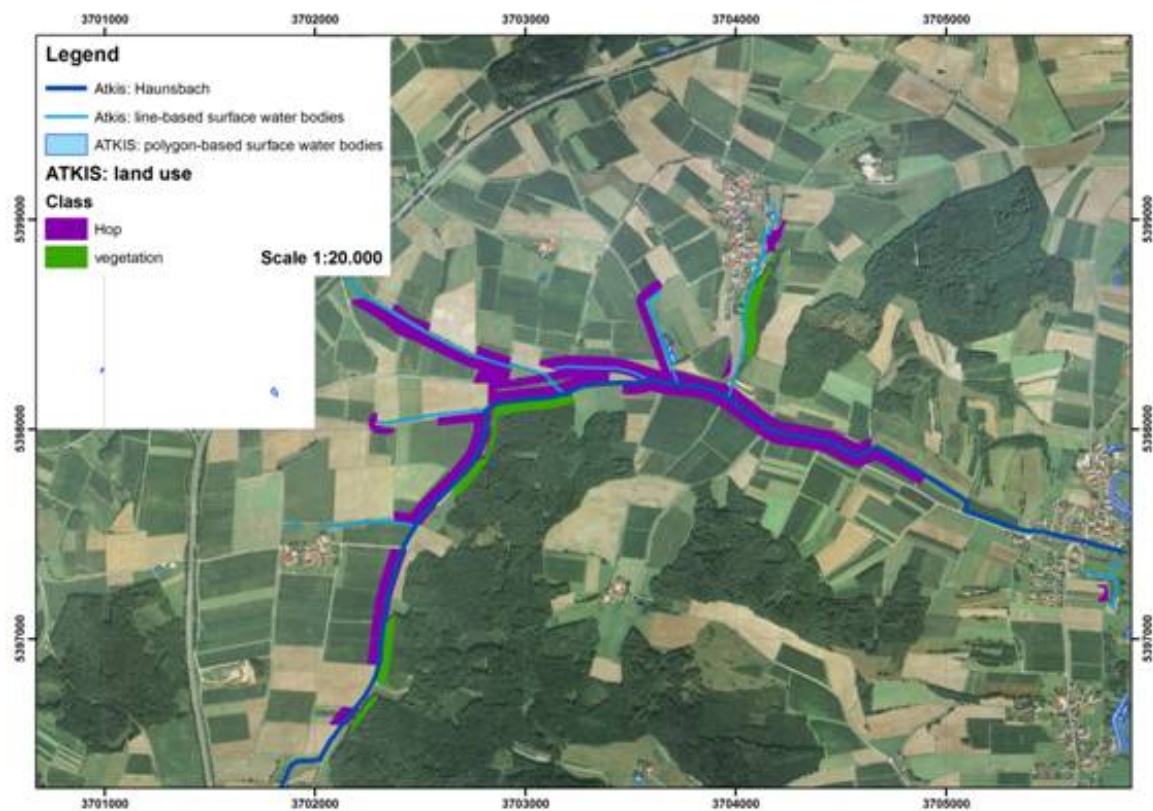 3701000 3702000 3703000 3704000 3705000
Legend
Atkis: Haunsbach
Atkis: line-based surface water bodies
ATKIS: polygon-based surface water bodies
ATKIS: land use
Class
Hop
vegetation
Scale 1:20.000
5399000 5399000
5398000 5398000
5397000 5397000
3701000 3702000 3703000 3704000 3705000